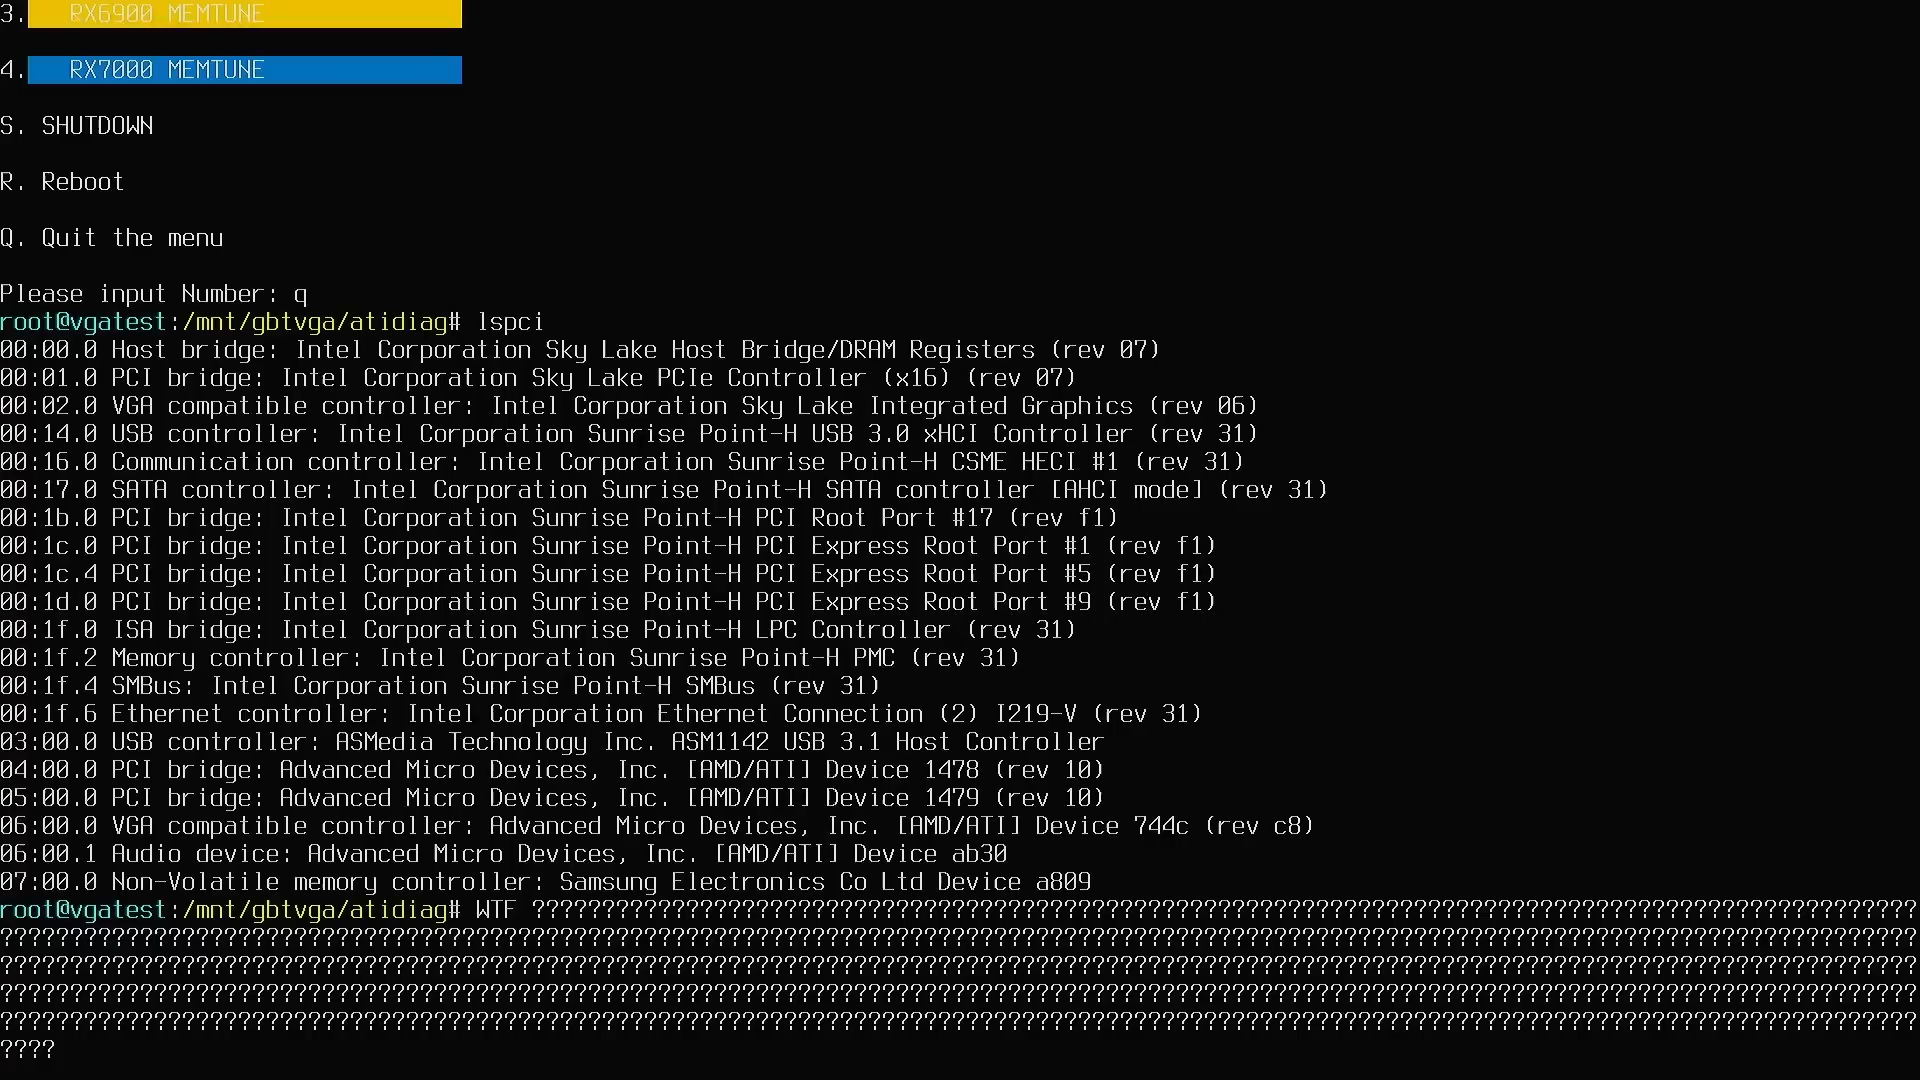 3. RX6900 MEMTUNE
4. RX7000 MEMTUNE
S. SHUTDOWN
R. Reboot
Q. Quit the menu
Please input Number: q
root@vgatest:/mnt/gbtvga/atidiag# lspci
00:00.0 Host bridge: Intel Corporation Sky Lake Host Bridge/DRAM Registers (rev 07)
00:01.0 PCI bridge: Intel Corporation Sky Lake PCIe Controller (x16) (rev 07)
00:02.0 VGA compatible controller: Intel Corporation Sky Lake Integrated Graphics (rev 06)
00:14.0 USB controller: Intel Corporation Sunrise Point-H USB 3.0 xHCI Controller (rev 31)
00:16.0 Communication controller: Intel Corporation Sunrise Point-H CSME HECI #1 (rev 31)
00:17.0 SATA controller: Intel Corporation Sunrise Point-H SATA controller [AHCI mode] (rev 31)
00:1b.0 PCI bridge: Intel Corporation Sunrise Point-H PCI Root Port #17 (rev f1)
00:1c.0 PCI bridge: Intel Corporation Sunrise Point-H PCI Express Root Port #1 (rev f1)
00:1c.4 PCI bridge: Intel Corporation Sunrise Point-H PCI Express Root Port #5 (rev f1)
00:1d.0 PCI bridge: Intel Corporation Sunrise Point-H PCI Express Root Port #9 (rev f1)
00:1f.0 ISA bridge: Intel Corporation Sunrise Point-H LPC Controller (rev 31)
00:1f.2 Memory controller: Intel Corporation Sunrise Point-H PMC (rev 31)
00:1f.4 SMBus: Intel Corporation Sunrise Point-H SMBus (rev 31)
00:1f.6 Ethernet controller: Intel Corporation Ethernet Connection (2) I219-V (rev 31)
03:00.0 USB controller: ASMedia Technology Inc. ASM1142 USB 3.1 Host Controller
04:00.0 PCI bridge: Advanced Micro Devices, Inc. [AMD/ATI] Device 1478 (rev 10)
05:00.0 PCI bridge: Advanced Micro Devices, Inc. [AMD/ATI] Device 1479 (rev 10)
06:00.0 VGA compatible controller: Advanced Micro Devices, Inc. [AMD/ATI] Device 744c (rev c8)
06:00.1 Audio device: Advanced Micro Devices, Inc. [AMD/ATI] Device ab30
07:00.0 Non-Volatile memory controller: Samsung Electronics Co Ltd Device a809
root@vgatest:/mnt/gbtvga/atidiag# WTF ???????????????????????????????????????????????????????????????????????????????????????????????????
?????????????????????????????????????????????????????????????????????????????????????????????????????????????????????????????????????????
?????????????????????????????????????????????????????????????????????????????????????????????????????????????????????????????????????????
?????????????????????????????????????????????????????????????????????????????????????????????????????????????????????????????????????????
?????????????????????????????????????????????????????????????????????????????????????????????????????????????????????????????????????????
????